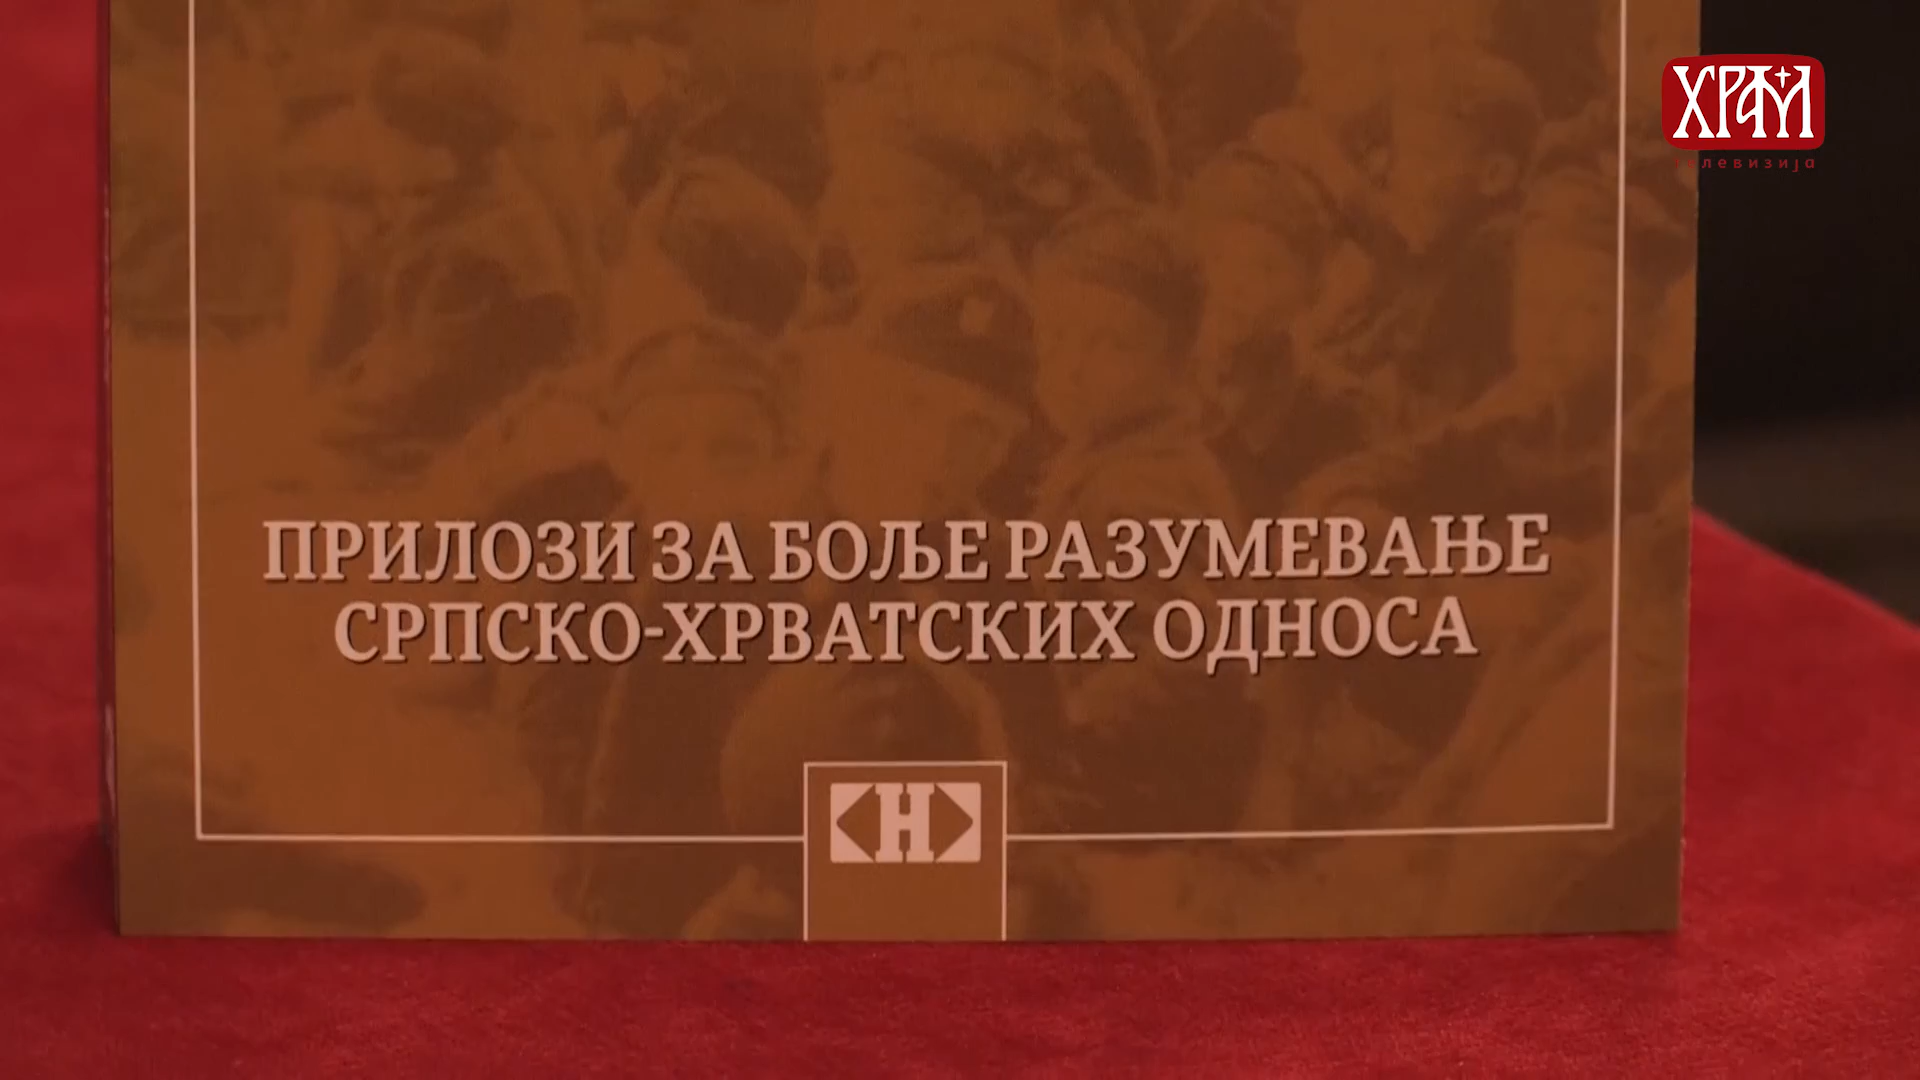 ХРАМ
телевизија
ПРИЛОЗИ ЗА БОЉЕ РАЗУМЕВАЊЕ
СРПСКО-ХРВАТСКИХ ОДНОСА
Н